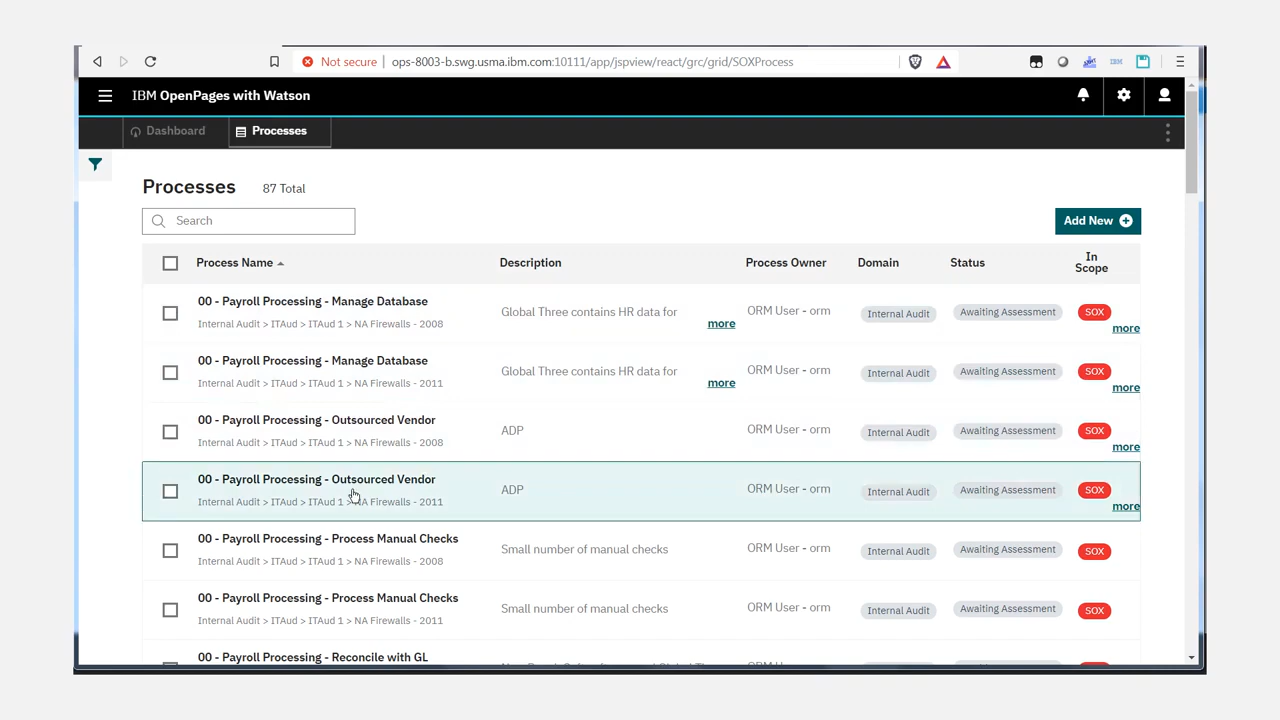 Not secure ops-8003-b.swg.usma.ibm.com:10111/app/jspview/react/grc/grid/SOXProcess
IBM
IBM OpenPages with Watson
Dashboard Processes
Processes 87 Total
Search Add New
Process Name Description Process Owner Domain Status In Scope
00 - Payroll Processing - Manage Database
Global Three contains HR data for more ORM User - orm Internal Audit Awaiting Assessment SOX more
Internal Audit > ITAud > ITAud 1 > NA Firewalls - 2008
00 - Payroll Processing - Manage Database
Global Three contains HR data for more ORM User - orm Internal Audit Awaiting Assessment SOX more
Internal Audit > ITAud > ITAud 1 > NA Firewalls - 2011
00 - Payroll Processing - Outsourced Vendor
ADP ORM User - orm Internal Audit Awaiting Assessment SOX more
Internal Audit > ITAud > ITAud 1 > NA Firewalls - 2008
00 - Payroll Processing - Outsourced Vendor
ADP ORM User - orm Internal Audit Awaiting Assessment SOX more
Internal Audit > ITAud > ITAud 1 > NA Firewalls - 2011
00 - Payroll Processing - Process Manual Checks
Small number of manual checks ORM User - orm Internal Audit Awaiting Assessment SOX
Internal Audit > ITAud > ITAud 1 > NA Firewalls - 2008
00 - Payroll Processing - Process Manual Checks
Small number of manual checks ORM User - orm Internal Audit Awaiting Assessment SOX
Internal Audit > ITAud > ITAud 1 > NA Firewalls - 2011
00 - Payroll Processing - Reconcile with GL